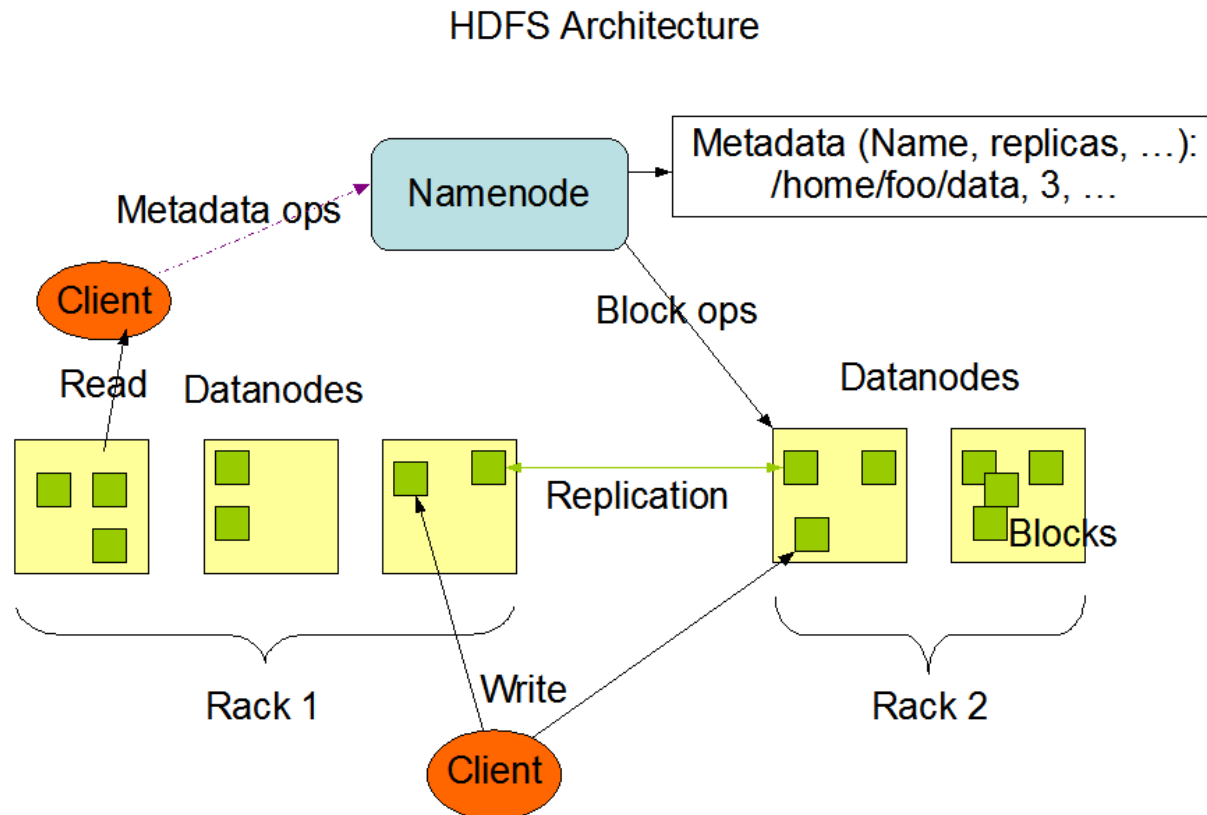 HDFS Architecture
Metadata (Name, replicas, …):
/home/foo/data, 3, …
Namenode
Metadata ops
Client
Block ops
Read
Datanodes
Datanodes
Replication
Blocks
Rack 1
Write
Rack 2
Client